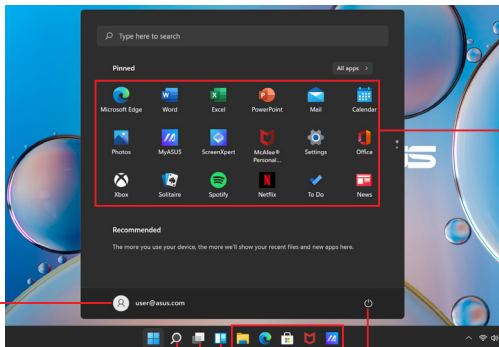 Type here to search
Pinned
All apps >
Microsoft Edge Word Excel PowerPoint Mail Calendar
Photos MyASUS ScreenXpert McAfee® Personal... Settings Office
Xbox Solitaire Spotify Netflix To Do News
Recommended
The more you use your device, the more we'll show your recent files and new apps here.
user@asus.com